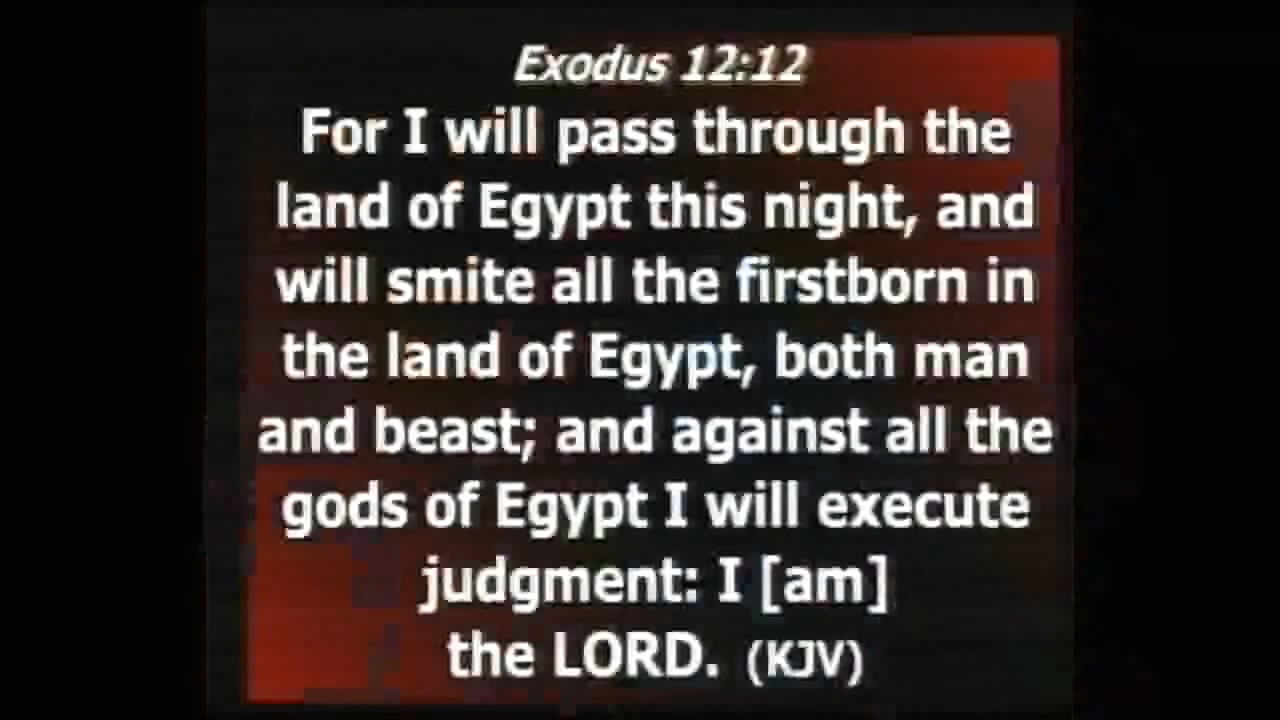 Exodus 12:12
For I will pass through the
land of Egypt this night, and
will smite all the firstborn in
the land of Egypt, both man
and beast; and against all the
gods of Egypt I will execute
judgment: I [am]
the LORD. (KJV)